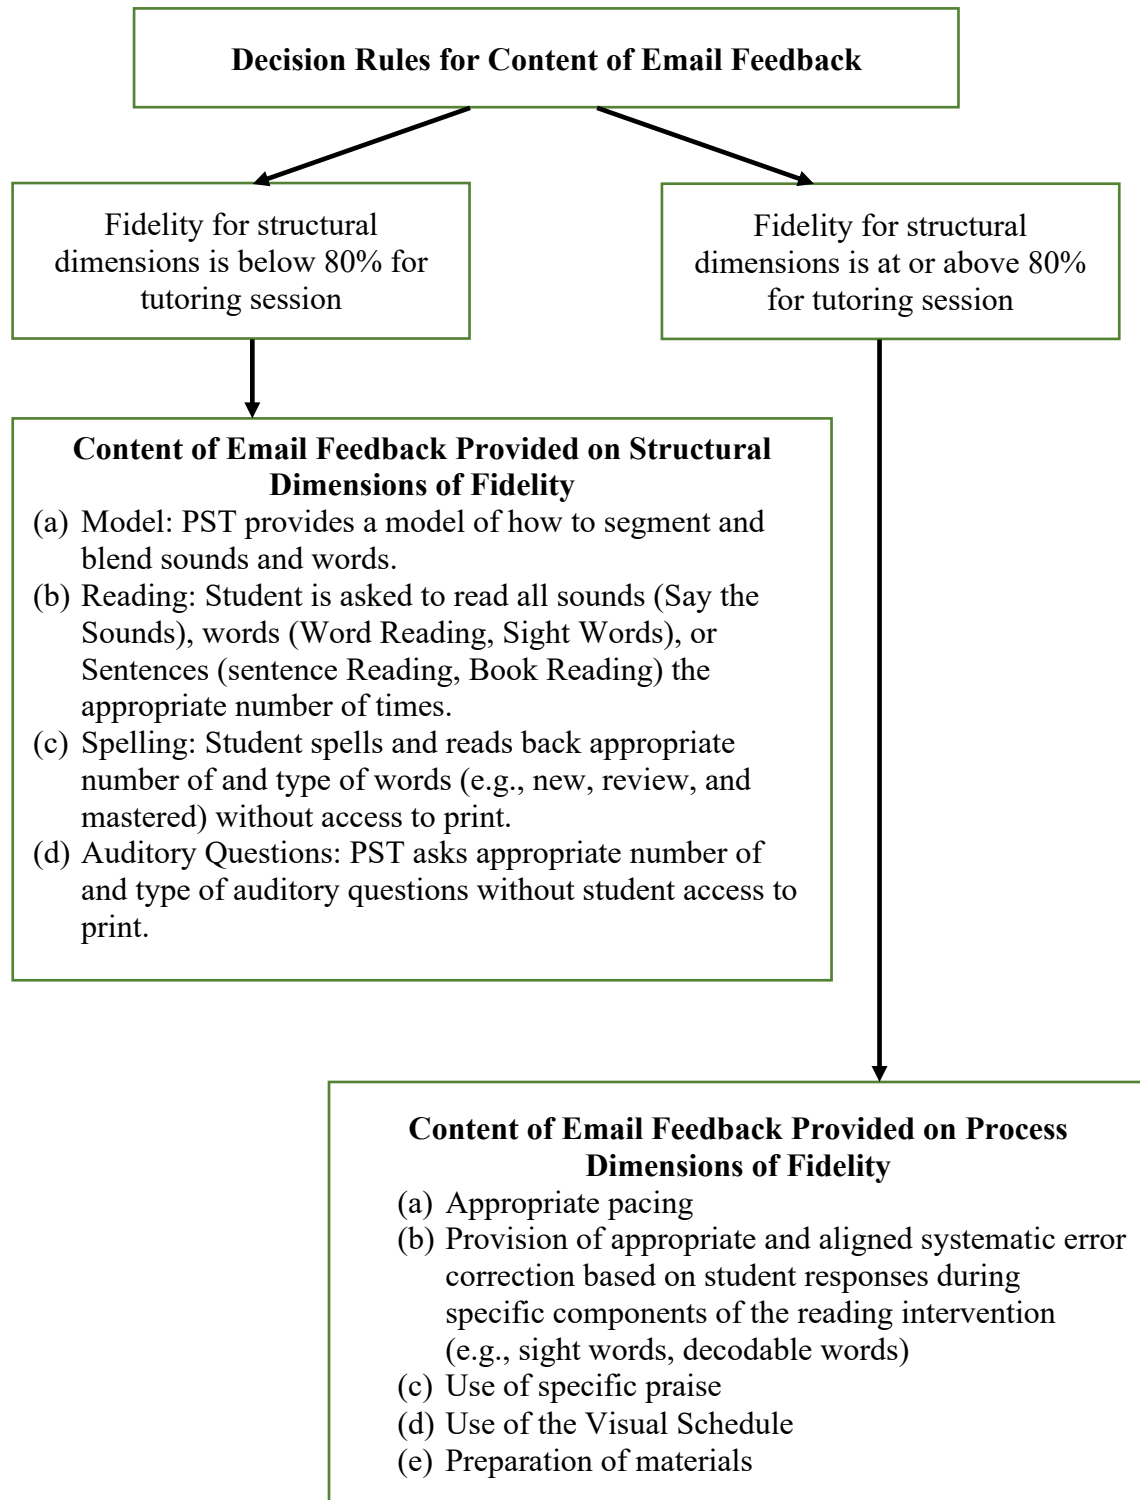 Decision Rules for Content of Email Feedback
Fidelity for structural
dimensions is below 80% for
tutoring session
Fidelity for structural
dimensions is at or above 80%
for tutoring session
Content of Email Feedback Provided on Structural
Dimensions of Fidelity
(a) Model: PST provides a model of how to segment and
blend sounds and words.
(b) Reading: Student is asked to read all sounds (Say the
Sounds), words (Word Reading, Sight Words), or
Sentences (sentence Reading, Book Reading) the
appropriate number of times.
(c) Spelling: Student spells and reads back appropriate
number of and type of words (e.g., new, review, and
mastered) without access to print.
(d) Auditory Questions: PST asks appropriate number of
and type of auditory questions without student access to
print.
Content of Email Feedback Provided on Process
Dimensions of Fidelity
(a) Appropriate pacing
(b) Provision of appropriate and aligned systematic error
correction based on student responses during
specific components of the reading intervention
(e.g., sight words, decodable words)
(c) Use of specific praise
(d) Use of the Visual Schedule
(e) Preparation of materials